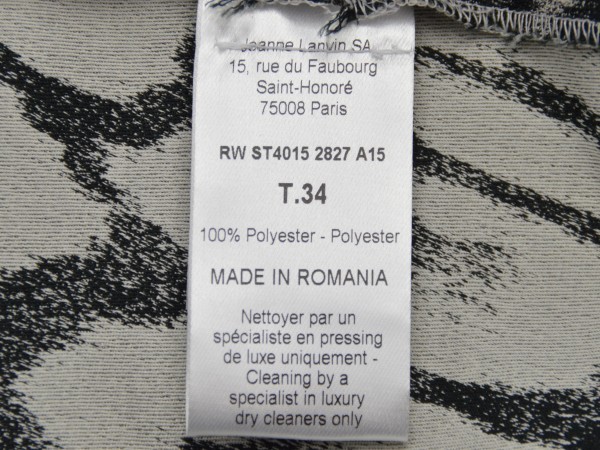 Jeanne Lanvin SA
15, rue du Faubourg
Saint-Honoré
75008 Paris
RW ST4015 2827 A15
T.34
100% Polyester - Polyester
MADE IN ROMANIA
Nettoyer par un
spécialiste en pressing
de luxe uniquement -
Cleaning by a
specialist in luxury
dry cleaners only